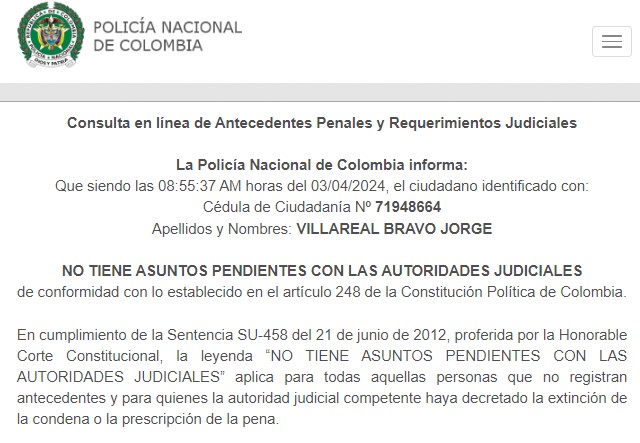 POLICÍA NACIONAL
DE COLOMBIA
Consulta en línea de Antecedentes Penales y Requerimientos Judiciales
La Policía Nacional de Colombia informa:
Que siendo las 08:55:37 AM horas del 03/04/2024, el ciudadano identificado con:
Cédula de Ciudadanía Nº 71948664
Apellidos y Nombres: VILLAREAL BRAVO JORGE
NO TIENE ASUNTOS PENDIENTES CON LAS AUTORIDADES JUDICIALES
de conformidad con lo establecido en el artículo 248 de la Constitución Política de Colombia.
En cumplimiento de la Sentencia SU-458 del 21 de junio de 2012, proferida por la Honorable
Corte Constitucional, la leyenda “NO TIENE ASUNTOS PENDIENTES CON LAS
AUTORIDADES JUDICIALES” aplica para todas aquellas personas que no registran
antecedentes y para quienes la autoridad judicial competente haya decretado la extinción de
la condena o la prescripción de la pena.